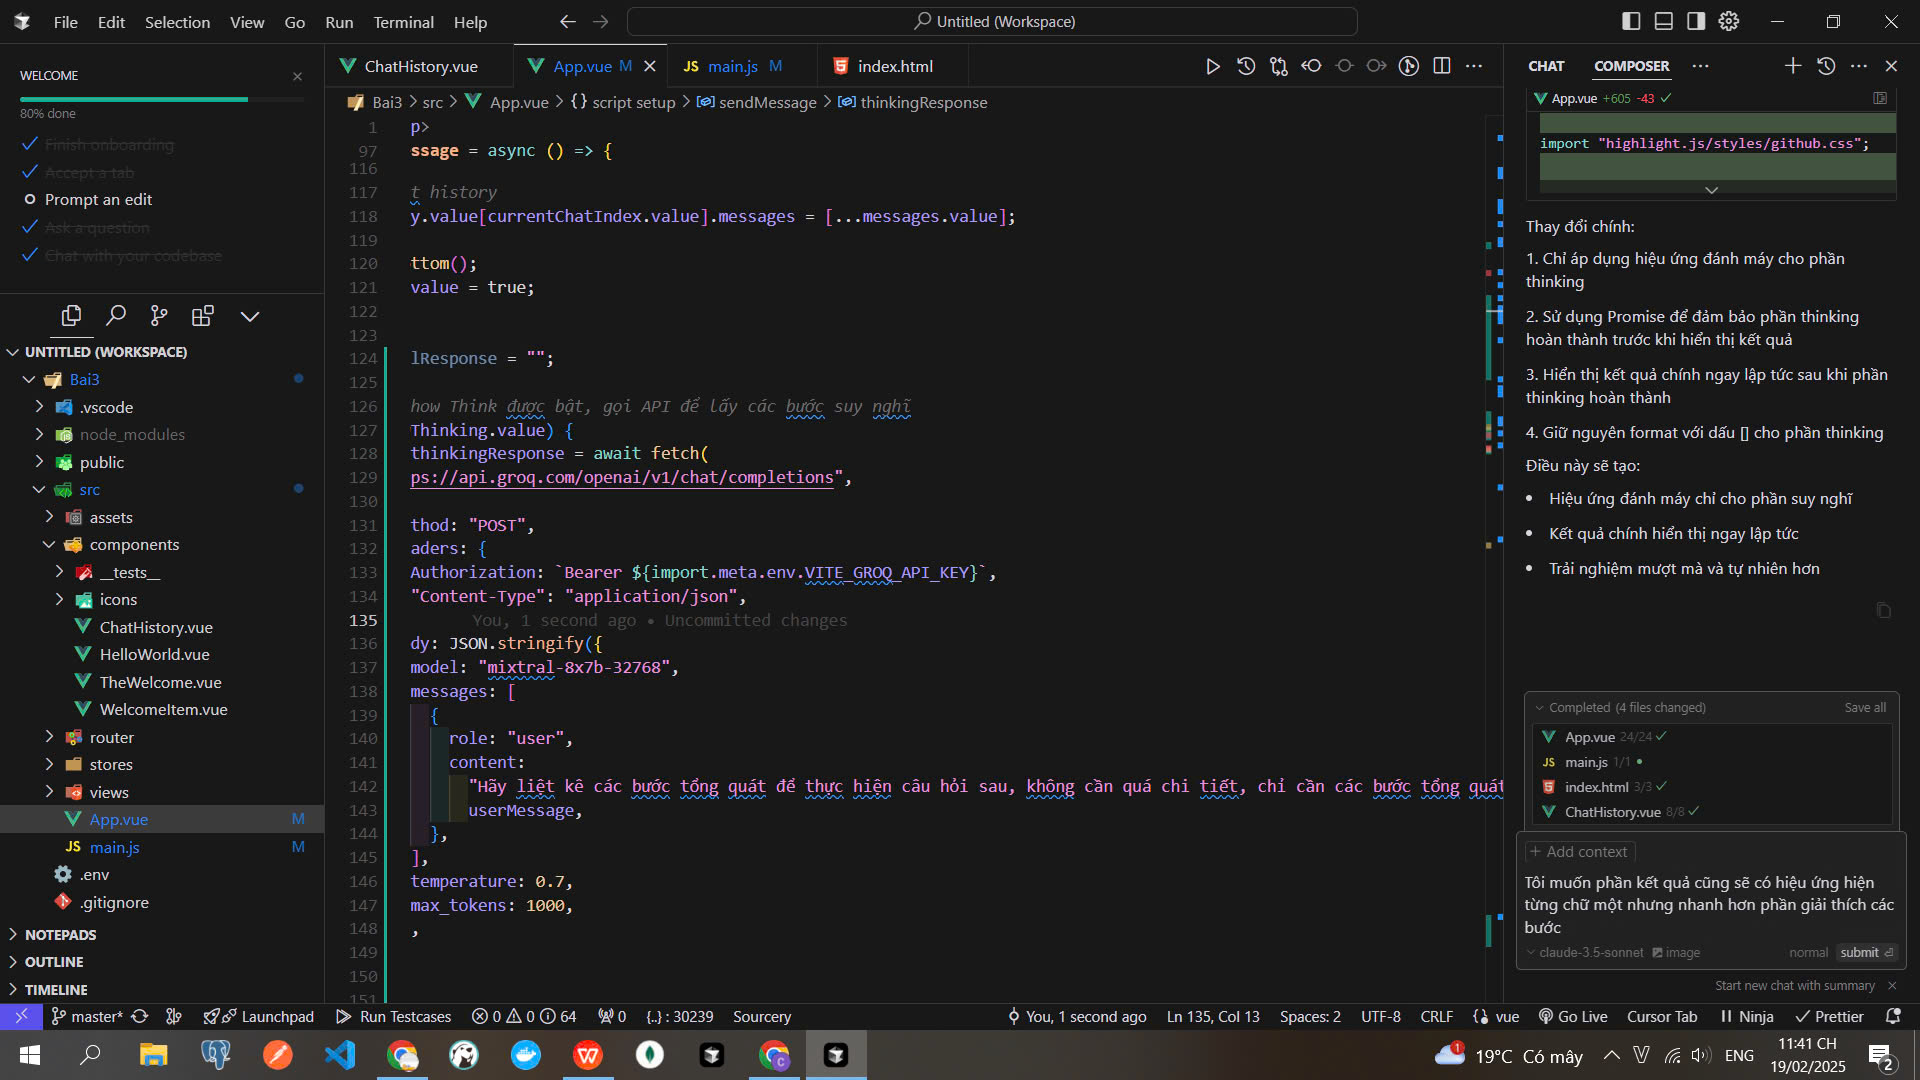 File Edit Selection View Go Run Terminal Help
Untitled (Workspace)
WELCOME
80% done
Finish onboarding
Accept a tab
Prompt an edit
Ask a question
Chat with your codebase
UNTITLED (WORKSPACE)
Bai3
.vscode
node_modules
public
src
assets
components
__tests__
icons
ChatHistory.vue
HelloWorld.vue
TheWelcome.vue
WelcomeItem.vue
router
stores
views
App.vue M
main.js M
.env
.gitignore
NOTEPADS
OUTLINE
TIMELINE
ChatHistory.vue
App.vue M
JS main.js M
index.html
Bai3 > src > App.vue > {} script setup > sendMessage > thinkingResponse
1 p>
97 ssage = async () => {
116
117 t history
118 y.value[currentChatIndex.value].messages = [...messages.value];
119
120 ttom();
121 value = true;
122
123
124 lResponse = "";
125
126 how Think được bật, gọi API để lấy các bước suy nghĩ
127 Thinking.value) {
128 thinkingResponse = await fetch(
129 ps://api.groq.com/openai/v1/chat/completions",
130
131 thod: "POST",
132 aders: {
133 Authorization: `Bearer ${import.meta.env.VITE_GROQ_API_KEY}`,
134 "Content-Type": "application/json",
135 You, 1 second ago • Uncommitted changes
136 dy: JSON.stringify({
137 model: "mixtral-8x7b-32768",
138 messages: [
139 {
140 role: "user",
141 content:
142 "Hãy liệt kê các bước tổng quát để thực hiện câu hỏi sau, không cần quá chi tiết, chỉ cần các bước tổng quát
143 userMessage,
144 },
145 ],
146 temperature: 0.7,
147 max_tokens: 1000,
148 ,
149
150
151
CHAT COMPOSER
App.vue +605 -43
import "highlight.js/styles/github.css";
Thay đổi chính:
1. Chỉ áp dụng hiệu ứng đánh máy cho phần
thinking
2. Sử dụng Promise để đảm bảo phần thinking
hoàn thành trước khi hiển thị kết quả
3. Hiển thị kết quả chính ngay lập tức sau khi phần
thinking hoàn thành
4. Giữ nguyên format với dấu [] cho phần thinking
Điều này sẽ tạo:
• Hiệu ứng đánh máy chỉ cho phần suy nghĩ
• Kết quả chính hiển thị ngay lập tức
• Trải nghiệm mượt mà và tự nhiên hơn
Completed (4 files changed) Save all
App.vue 24/24
JS main.js 1/1
index.html 3/3
ChatHistory.vue 8/8
+ Add context
Tôi muốn phần kết quả cũng sẽ có hiệu ứng hiện
từng chữ một nhưng nhanh hơn phần giải thích các
bước
claude-3.5-sonnet image normal submit
Start new chat with summary
master* Launchpad Run Testcases 0 0 64 0 {..} : 30239 Sourcery
You, 1 second ago Ln 135, Col 13 Spaces: 2 UTF-8 CRLF vue Go Live Cursor Tab Ninja Prettier
1 19°C Có mây ENG
11:41 CH
19/02/2025
2